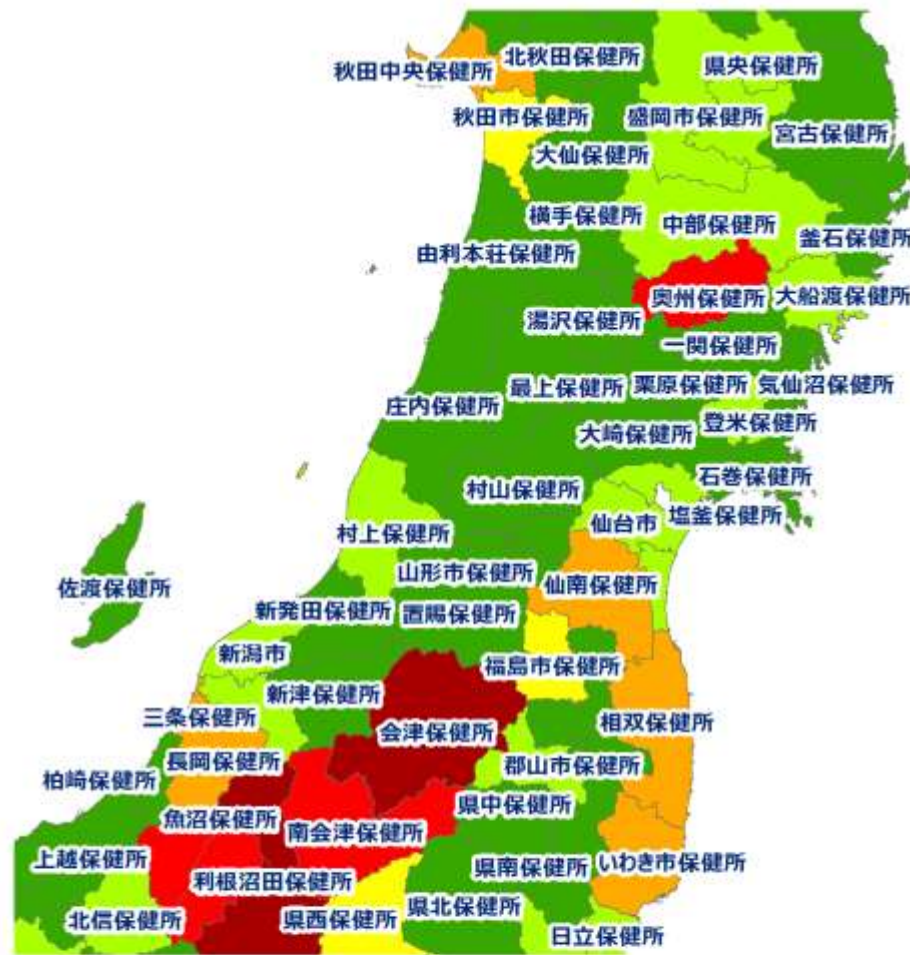 北秋田保健所
県央保健所
秋田中央保健所
秋田市保健所
盛岡市保健所
宮古保健所
大仙保健所
横手保健所
中部保健所
釜石保健所
由利本荘保健所
奥州保健所
大船渡保健所
湯沢保健所
一関保健所
最上保健所
栗原保健所
気仙沼保健所
庄内保健所
登米保健所
大崎保健所
石巻保健所
村山保健所
塩釜保健所
仙台市
村上保健所
山形市保健所
仙南保健所
佐渡保健所
新発田保健所
置賜保健所
新潟市
福島市保健所
新津保健所
三条保健所
会津保健所
相双保健所
長岡保健所
郡山市保健所
柏崎保健所
県中保健所
魚沼保健所
南会津保健所
上越保健所
県南保健所
いわき市保健所
利根沼田保健所
北信保健所
県西保健所
県北保健所
日立保健所